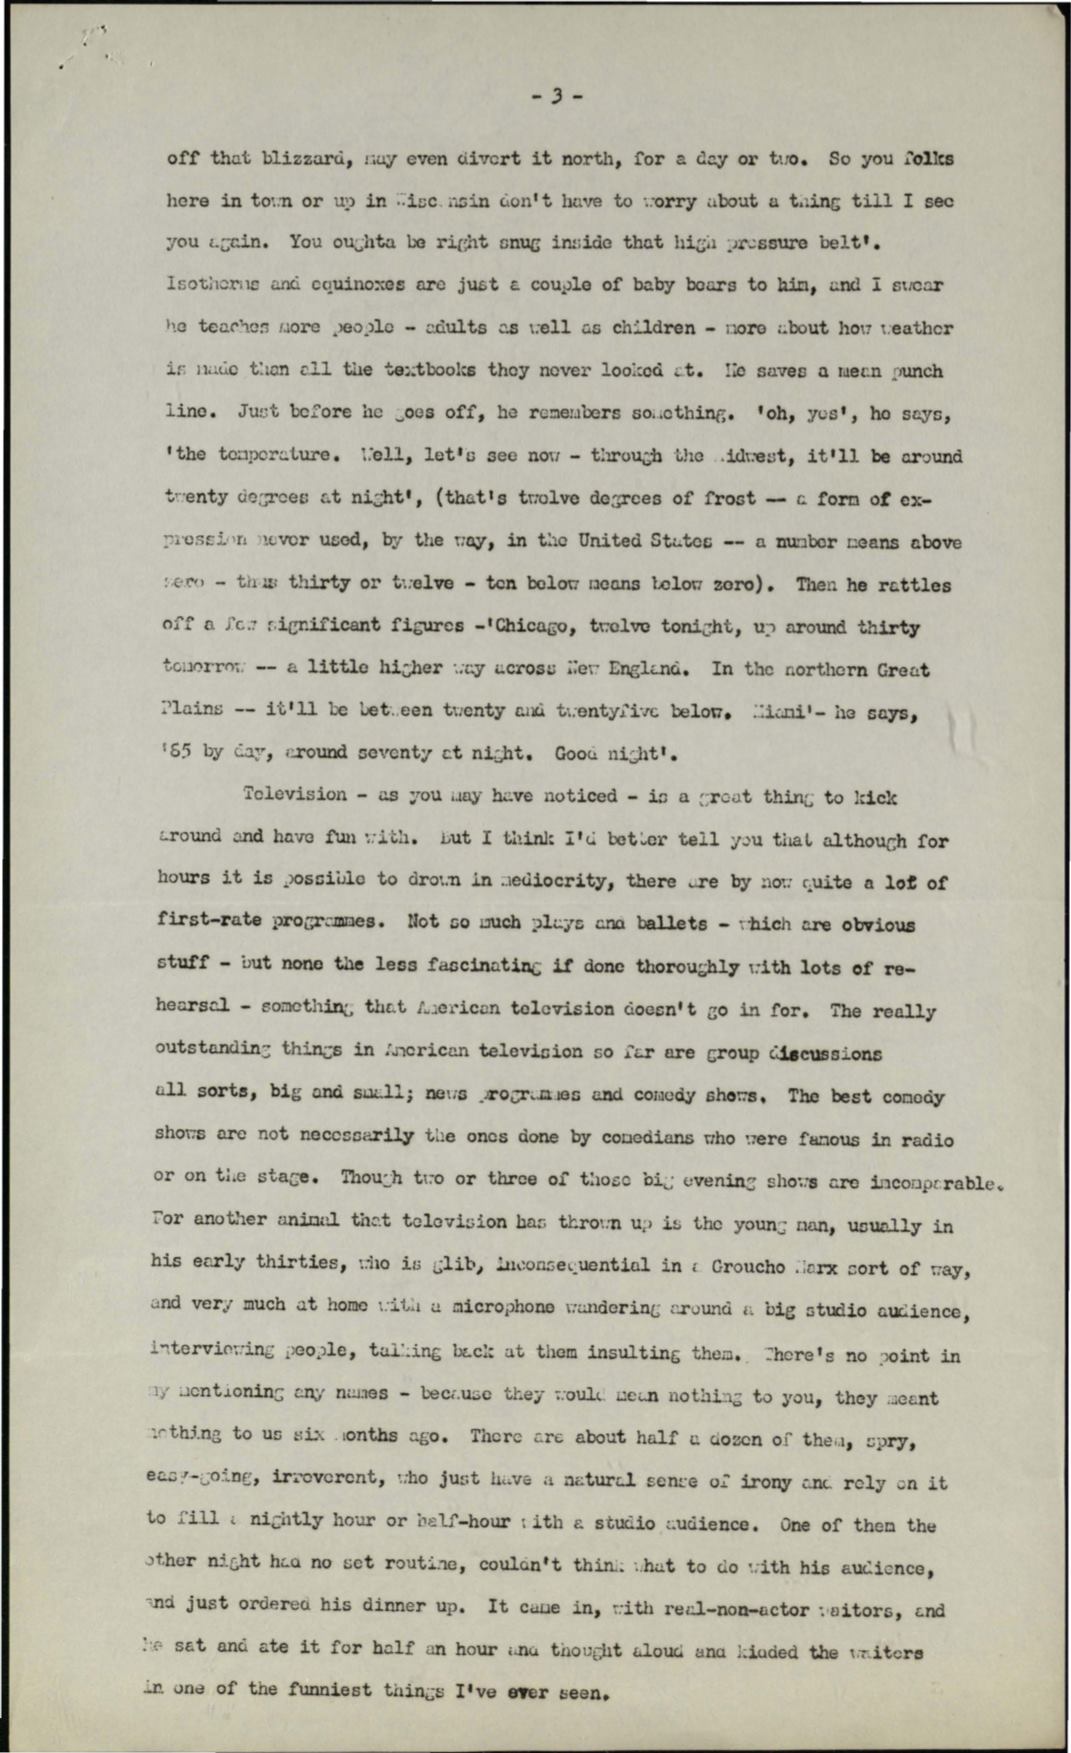 - 3 -
off that blizzard, may even divert it north, for a day or two. So you folks
here in town or up in Wisconsin don't have to worry about a thing till I see
you again. You oughta be right snug inside that high pressure belt'.
Isotherms and equinoxes are just a couple of baby bears to him, and I swear
he teaches more people - adults as well as children - more about how weather
is made than all the textbooks they never looked at. He saves a mean punch
line. Just before he goes off, he remembers something. 'oh, yes', he says,
'the temperature. Well, let's see now - through the Midwest, it'll be around
twenty degrees at night', (that's twelve degrees of frost -- a form of ex-
pression never used, by the way, in the United States -- a number means above
zero - thus thirty or twelve - ten below means below zero). Then he rattles
off a few significant figures -'Chicago, twelve tonight, up around thirty
tomorrow -- a little higher way across New England. In the northern Great
Plains -- it'll be between twenty and twentyfive below. Miami'- he says,
'85 by day, around seventy at night. Good night'.
Television - as you may have noticed - is a great thing to kick
around and have fun with. But I think I'd better tell you that although for
hours it is possible to drown in mediocrity, there are by now quite a lot of
first-rate programmes. Not so much plays and ballets - which are obvious
stuff - but none the less fascinating if done thoroughly with lots of re-
hearsal - something that American television doesn't go in for. The really
outstanding things in American television so far are group discussions
all sorts, big and small; news programmes and comedy shows. The best comedy
shows are not necessarily the ones done by comedians who were famous in radio
or on the stage. Though two or three of those big evening shows are incomparable.
For another animal that television has thrown up is the young man, usually in
his early thirties, who is glib, inconsequential in a Groucho Marx sort of way,
and very much at home with a microphone wandering around a big studio audience,
interviewing people, talking back at them insulting them. There's no point in
my mentioning any names - because they would mean nothing to you, they meant
nothing to us six months ago. There are about half a dozen of them, spry,
easy-going, irreverent, who just have a natural sense of irony and rely on it
to fill a nightly hour or half-hour with a studio audience. One of them the
other night had no set routine, couldn't think what to do with his audience,
and just ordered his dinner up. It came in, with real-non-actor waitors, and
he sat and ate it for half an hour and thought aloud and kidded the waiters
in one of the funniest things I've ever seen.